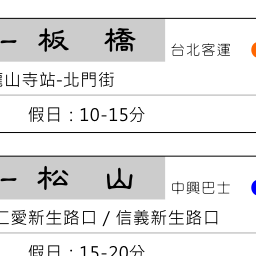 一 板 橋 台北客運
龍山寺站-北門街
假日：10-15分
一 松 山 中興巴士
仁愛新生路口 / 信義新生路口
假日：15-20分